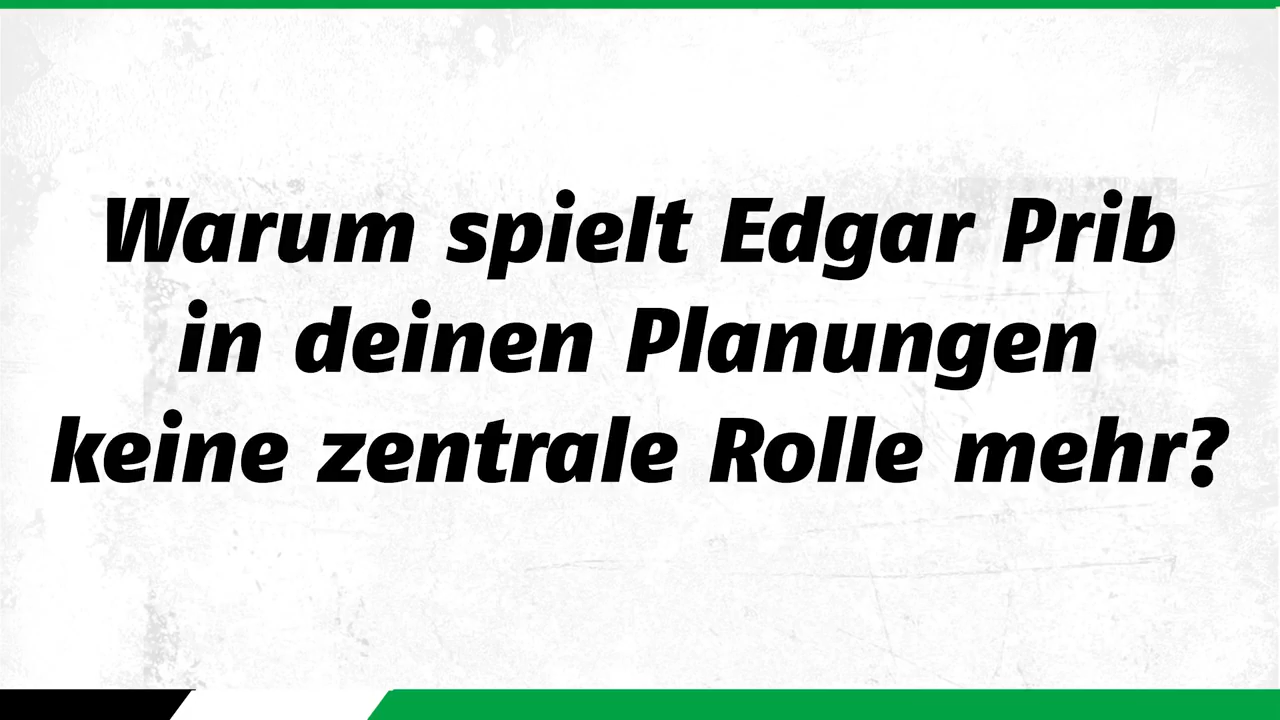 Warum spielt Edgar Prib
in deinen Planungen
keine zentrale Rolle mehr?